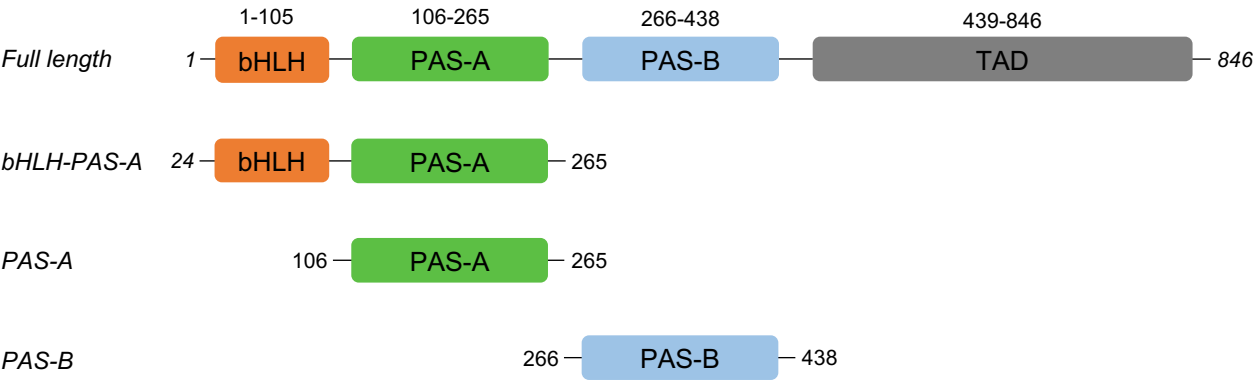 1-105 106-265 266-438 439-846
Full length 1 bHLH PAS-A PAS-B TAD 846
bHLH-PAS-A 24 bHLH PAS-A 265
PAS-A 106 PAS-A 265
PAS-B 266 PAS-B 438